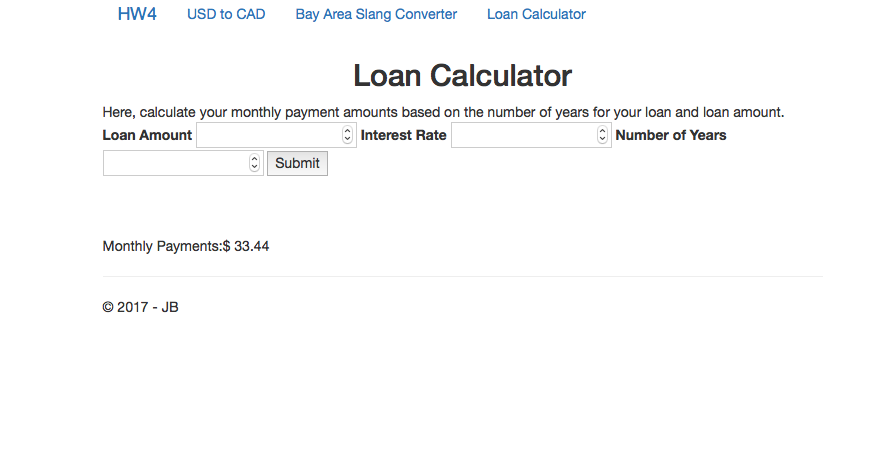 HW4 USD to CAD Bay Area Slang Converter Loan Calculator
Loan Calculator
Here, calculate your monthly payment amounts based on the number of years for your loan and loan amount.
Loan Amount Interest Rate Number of Years
Submit
Monthly Payments:$ 33.44
© 2017 - JB